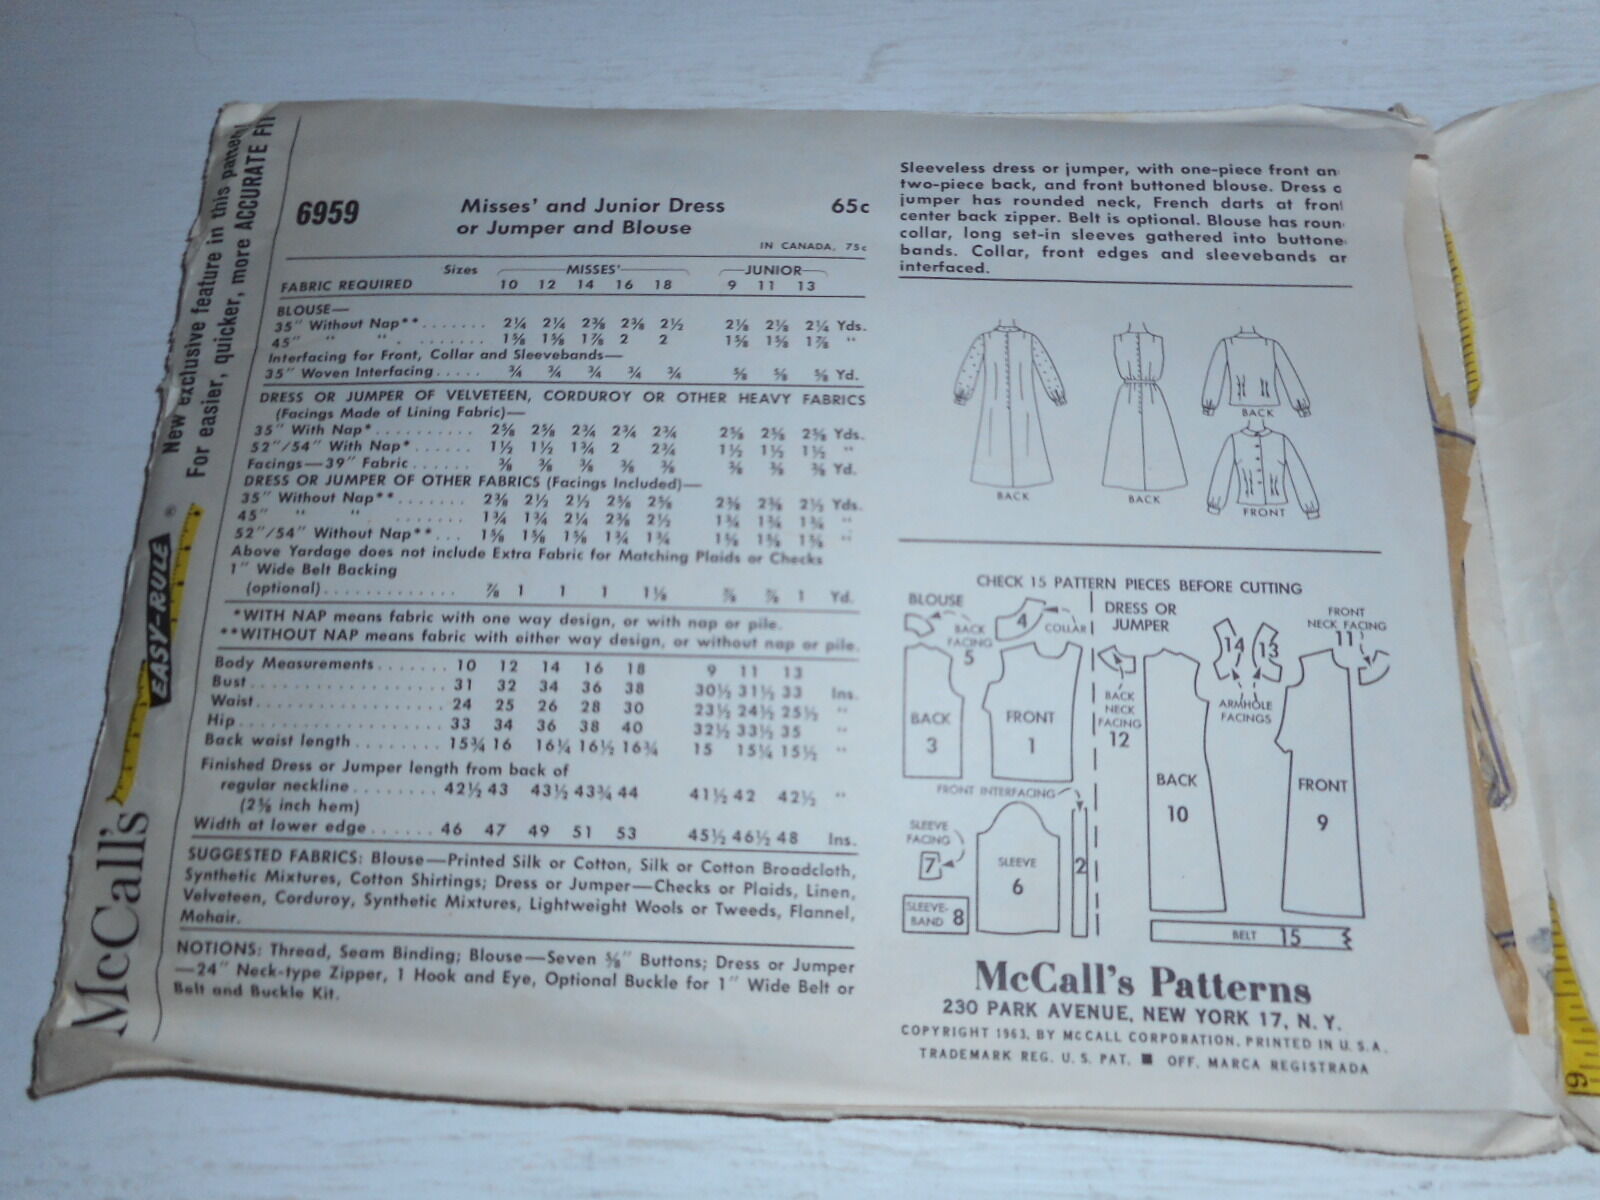 New exclusive feature in this pattern
For easier, quicker, more ACCURATE FIT
EASY-RULE ®
McCall's
6959 Misses' and Junior Dress 65c
or Jumper and Blouse
IN CANADA, 75c
Sizes MISSES' JUNIOR
FABRIC REQUIRED 10 12 14 16 18 9 11 13
BLOUSE—
35" Without Nap**....... 2¼ 2¼ 2⅜ 2⅜ 2½ 2⅛ 2⅛ 2¼ Yds.
45" " " ........ 1⅝ 1⅝ 1⅞ 2 2 1⅝ 1⅝ 1⅞ "
Interfacing for Front, Collar and Sleevebands—
35" Woven Interfacing..... ¾ ¾ ¾ ¾ ¾ ⅝ ⅝ ⅝ Yd.
DRESS OR JUMPER OF VELVETEEN, CORDUROY OR OTHER HEAVY FABRICS
(Facings Made of Lining Fabric)—
35" With Nap*.......... 2⅝ 2⅝ 2¾ 2¾ 2¾ 2⅝ 2⅝ 2⅝ Yds.
52"/54" With Nap*...... 1½ 1½ 1¾ 2 2¾ 1½ 1½ 1½ "
Facings—39" Fabric...... ⅜ ⅜ ⅜ ⅜ ⅜ ⅜ ⅜ ⅜ Yd.
DRESS OR JUMPER OF OTHER FABRICS (Facings Included)—
35" Without Nap**....... 2⅜ 2½ 2½ 2⅝ 2⅝ 2⅜ 2⅜ 2½ Yds.
45" " " ....... 1¾ 1¾ 2¼ 2⅜ 2½ 1¾ 1¾ 1¾ "
52"/54" Without Nap**... 1⅝ 1⅝ 1⅝ 1¾ 1¾ 1⅝ 1⅝ 1⅝ "
Above Yardage does not include Extra Fabric for Matching Plaids or Checks
1" Wide Belt Backing
(optional)............. ⅞ 1 1 1 1⅛ ⅞ ⅞ 1 Yd.
*WITH NAP means fabric with one way design, or with nap or pile.
**WITHOUT NAP means fabric with either way design, or without nap or pile.
Body Measurements....... 10 12 14 16 18 9 11 13
Bust................... 31 32 34 36 38 30½ 31½ 33 Ins.
Waist.................. 24 25 26 28 30 23½ 24½ 25½ "
Hip.................... 33 34 36 38 40 32½ 33½ 35 "
Back waist length........ 15¾ 16 16¼ 16½ 16¾ 15 15¼ 15½ "
Finished Dress or Jumper length from back of
regular neckline........ 42½ 43 43½ 43¾ 44 41½ 42 42½ "
(2½ inch hem)
Width at lower edge...... 46 47 49 51 53 45½ 46½ 48 Ins.
SUGGESTED FABRICS: Blouse—Printed Silk or Cotton, Silk or Cotton Broadcloth,
Synthetic Mixtures, Cotton Shirtings; Dress or Jumper—Checks or Plaids, Linen,
Velveteen, Corduroy, Synthetic Mixtures, Lightweight Wools or Tweeds, Flannel,
Mohair.
NOTIONS: Thread, Seam Binding; Blouse—Seven ⅝" Buttons; Dress or Jumper
—24" Neck-type Zipper, 1 Hook and Eye, Optional Buckle for 1" Wide Belt or
Belt and Buckle Kit.
Sleeveless dress or jumper, with one-piece front an
two-piece back, and front buttoned blouse. Dress o
jumper has rounded neck, French darts at front
center back zipper. Belt is optional. Blouse has roun
collar, long set-in sleeves gathered into buttone
bands. Collar, front edges and sleevebands ar
interfaced.
BACK
BACK
BACK
FRONT
CHECK 15 PATTERN PIECES BEFORE CUTTING
BLOUSE
BACK FACING 5
4 COLLAR
BACK 3
FRONT 1
FRONT INTERFACING
2
SLEEVE FACING
7
SLEEVE 6
SLEEVE-BAND 8
DRESS OR JUMPER
BACK NECK FACING 12
14 13
ARMHOLE FACINGS
FRONT NECK FACING 11
BACK 10
FRONT 9
BELT 15
McCall's Patterns
230 PARK AVENUE, NEW YORK 17, N. Y.
COPYRIGHT 1963, BY McCALL CORPORATION, PRINTED IN U. S. A.
TRADEMARK REG. U. S. PAT. ■ OFF. MARCA REGISTRADA
9